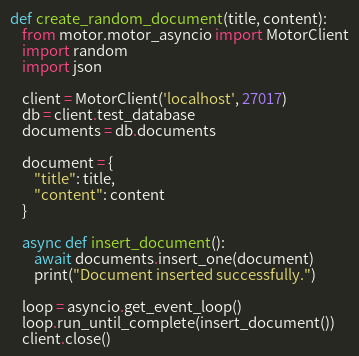 def create_random_document(title, content):
    from motor.motor_asyncio import MotorClient
    import random
    import json

    client = MotorClient('localhost', 27017)
    db = client.test_database
    documents = db.documents

    document = {
        "title": title,
        "content": content
    }

    async def insert_document():
        await documents.insert_one(document)
        print("Document inserted successfully.")

    loop = asyncio.get_event_loop()
    loop.run_until_complete(insert_document())
    client.close()